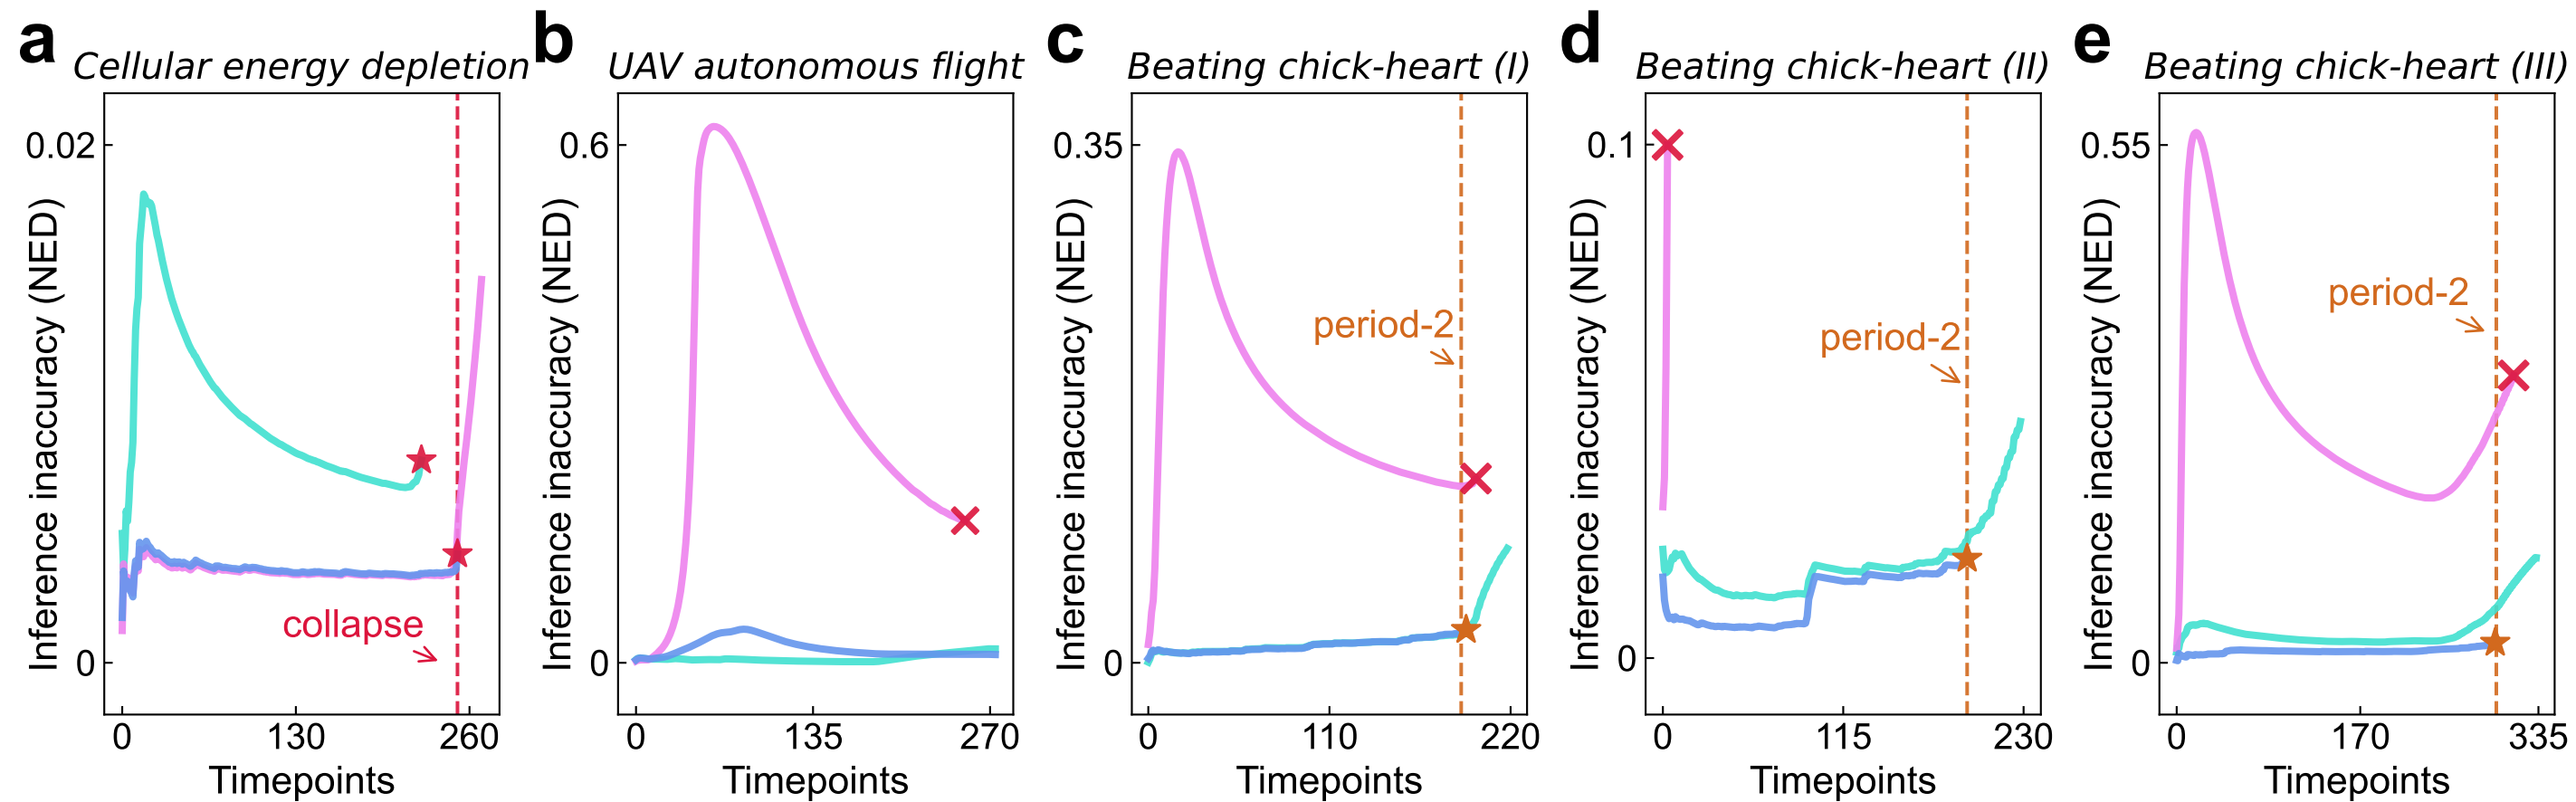 a
Cellular energy depletion
Inference inaccuracy (NED)
0.02
0
collapse
0
130
260
Timepoints
b
UAV autonomous flight
Inference inaccuracy (NED)
0.6
0
0
135
270
Timepoints
c
Beating chick-heart (I)
Inference inaccuracy (NED)
0.35
0
period-2
0
110
220
Timepoints
d
Beating chick-heart (II)
Inference inaccuracy (NED)
0.1
0
period-2
0
115
230
Timepoints
e
Beating chick-heart (III)
Inference inaccuracy (NED)
0.55
0
period-2
0
170
335
Timepoints